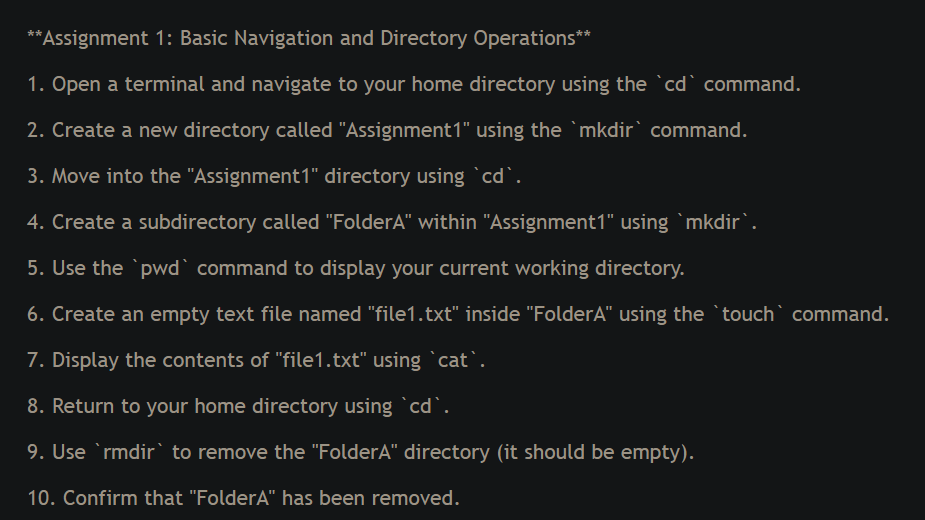 **Assignment 1: Basic Navigation and Directory Operations**
1. Open a terminal and navigate to your home directory using the `cd` command.
2. Create a new directory called "Assignment1" using the `mkdir` command.
3. Move into the "Assignment1" directory using `cd`.
4. Create a subdirectory called "FolderA" within "Assignment1" using `mkdir`.
5. Use the `pwd` command to display your current working directory.
6. Create an empty text file named "file1.txt" inside "FolderA" using the `touch` command.
7. Display the contents of "file1.txt" using `cat`.
8. Return to your home directory using `cd`.
9. Use `rmdir` to remove the "FolderA" directory (it should be empty).
10. Confirm that "FolderA" has been removed.